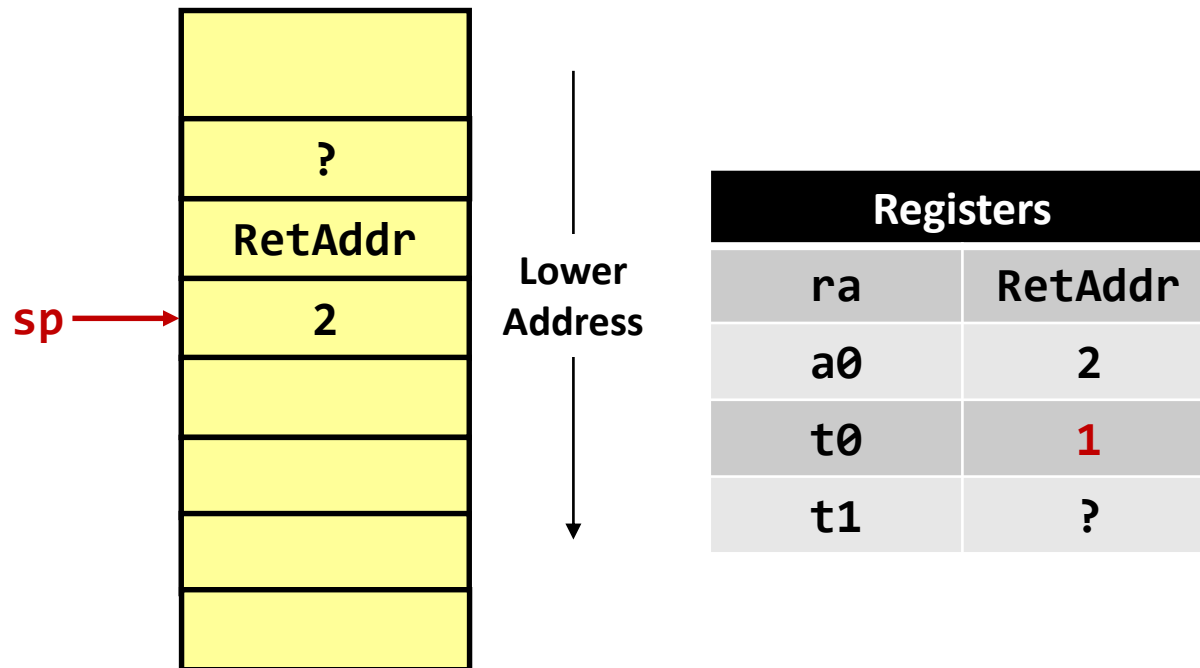 ?
RetAddr
sp
2
Lower
Address
Registers
ra RetAddr
a0 2
t0 1
t1 ?